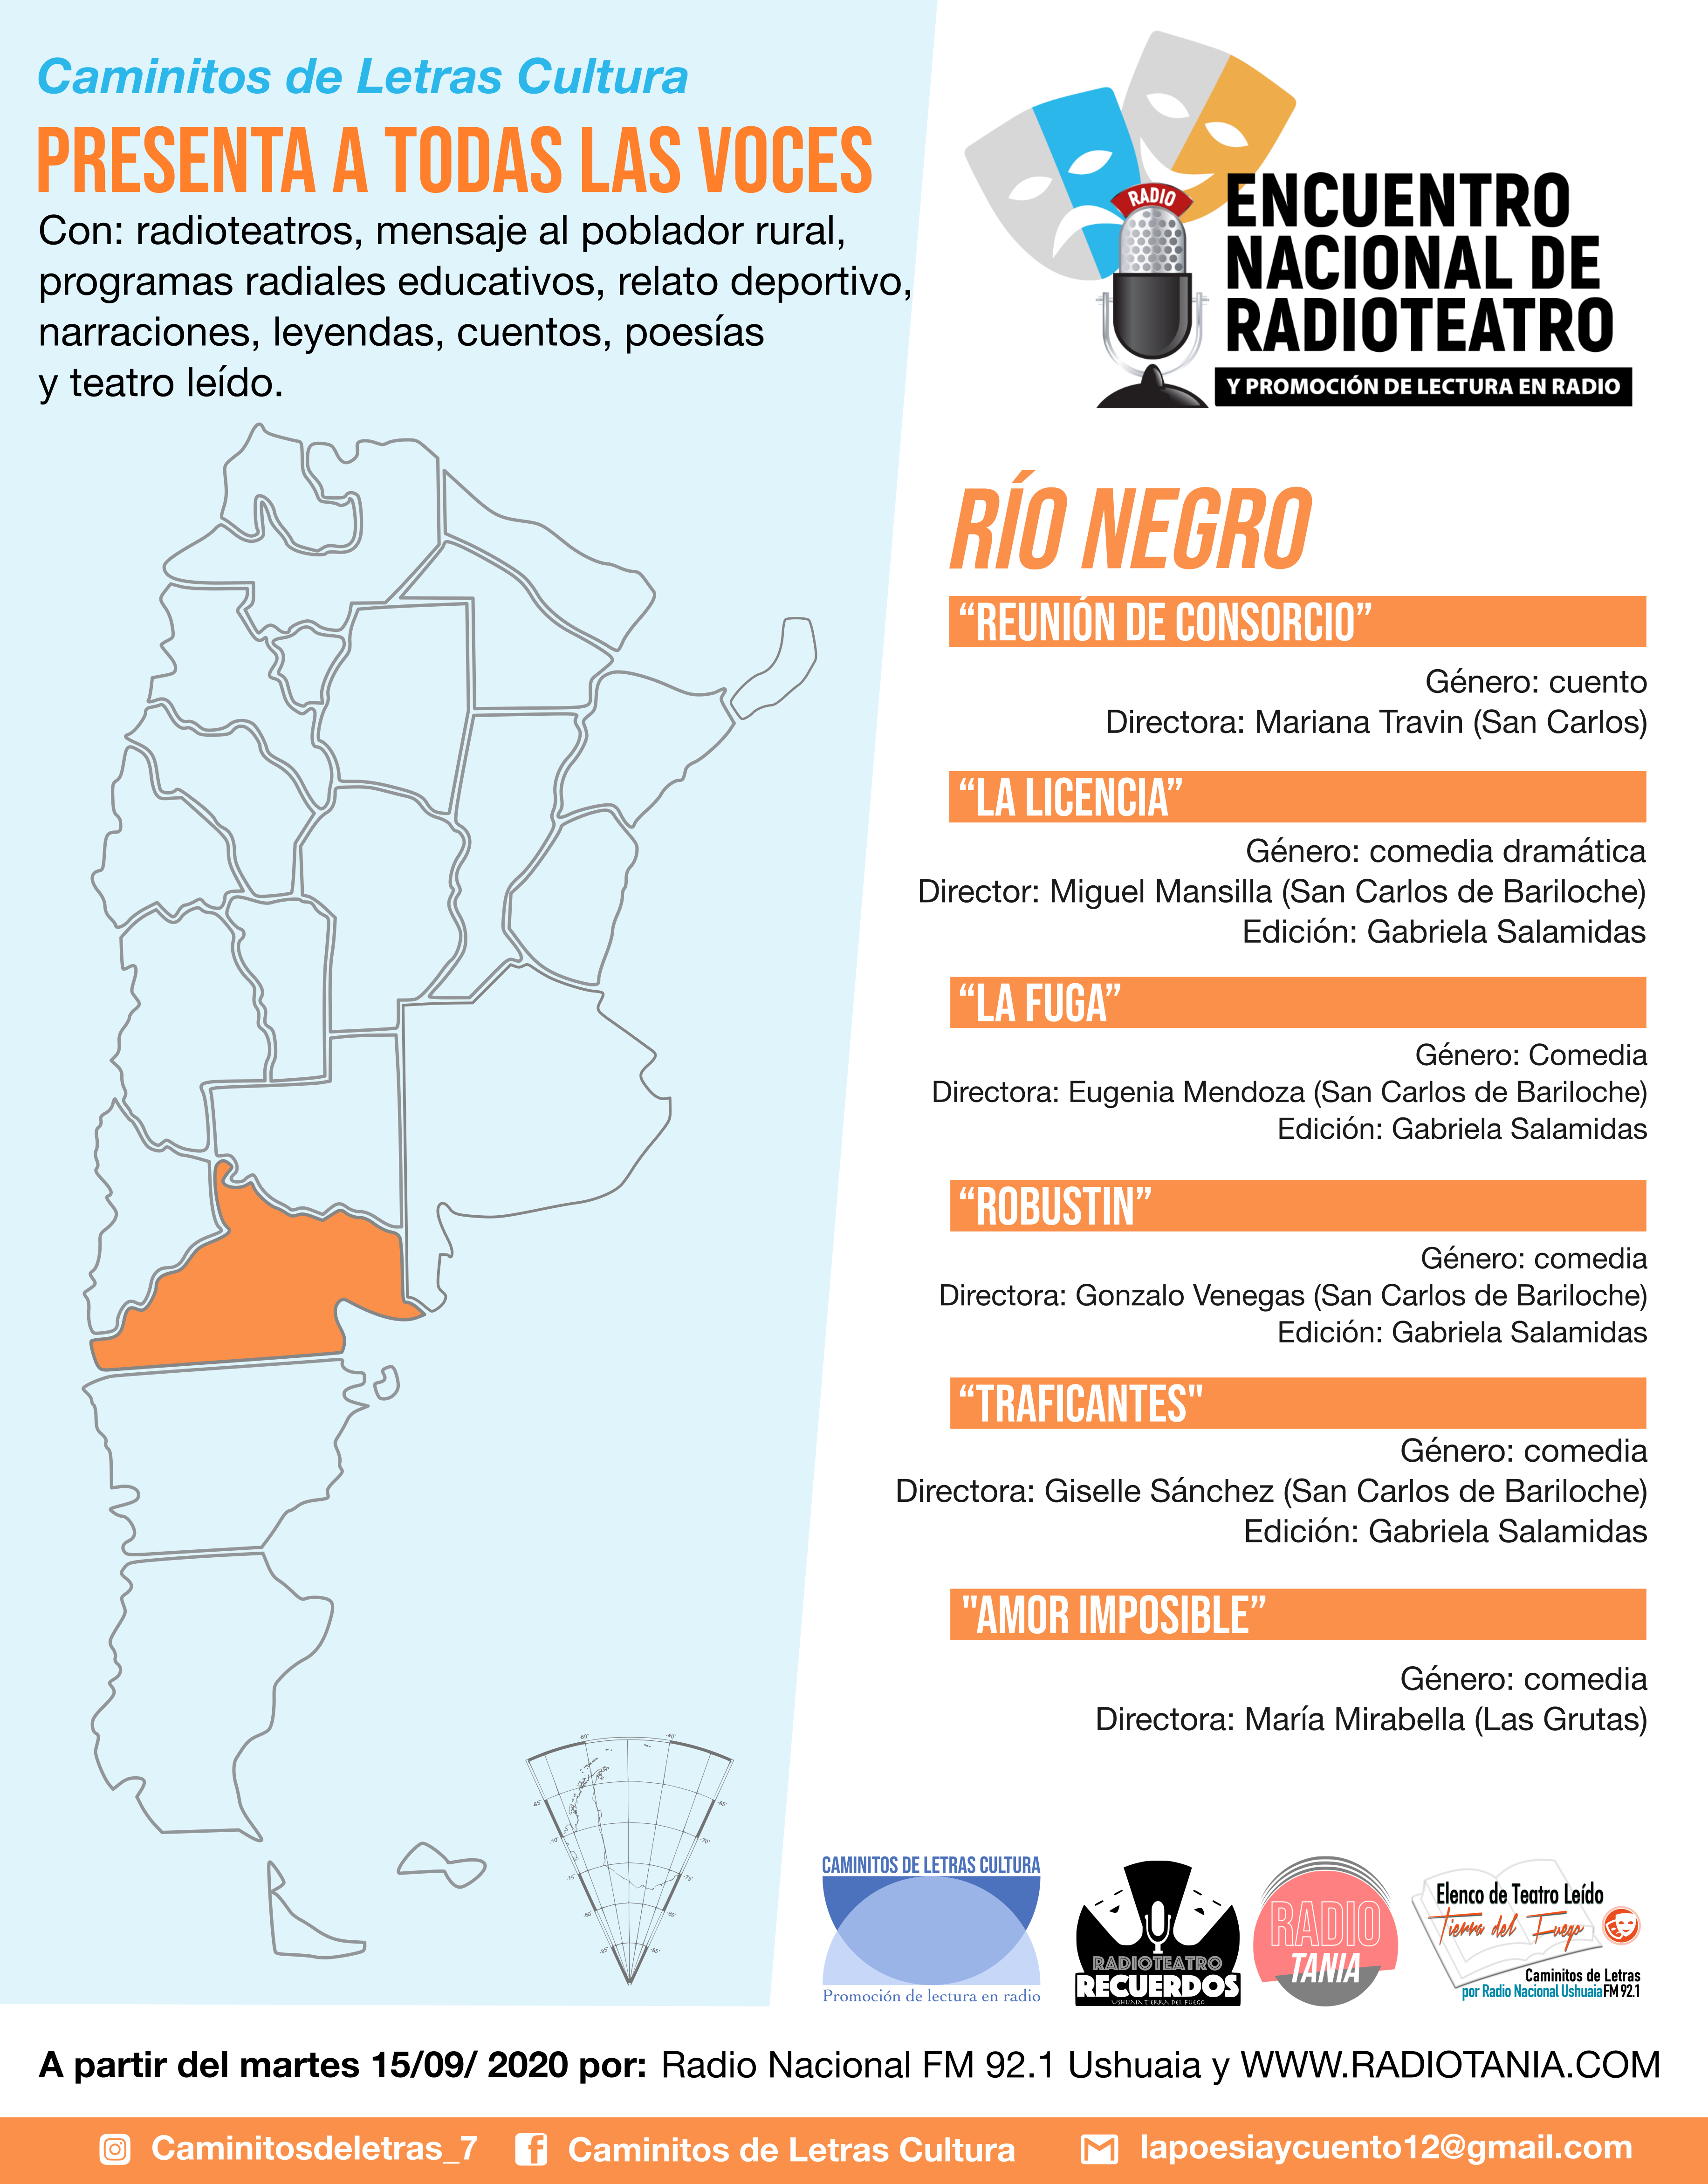 Caminitos de Letras Cultura
PRESENTA A TODAS LAS VOCES
Con: radioteatros, mensaje al poblador rural,
programas radiales educativos, relato deportivo,
narraciones, leyendas, cuentos, poesías
y teatro leído.
RADIO
ENCUENTRO
NACIONAL DE
RADIOTEATRO
Y PROMOCIÓN DE LECTURA EN RADIO
RÍO NEGRO
“REUNIÓN DE CONSORCIO”
Género: cuento
Directora: Mariana Travin (San Carlos)
“LA LICENCIA”
Género: comedia dramática
Director: Miguel Mansilla (San Carlos de Bariloche)
Edición: Gabriela Salamidas
“LA FUGA”
Género: Comedia
Directora: Eugenia Mendoza (San Carlos de Bariloche)
Edición: Gabriela Salamidas
“ROBUSTIN”
Género: comedia
Directora: Gonzalo Venegas (San Carlos de Bariloche)
Edición: Gabriela Salamidas
“TRAFICANTES"
Género: comedia
Directora: Giselle Sánchez (San Carlos de Bariloche)
Edición: Gabriela Salamidas
"AMOR IMPOSIBLE”
Género: comedia
Directora: María Mirabella (Las Grutas)
CAMINITOS DE LETRAS CULTURA
Promoción de lectura en radio
RADIOTEATRO
RECUERDOS
USHUAIA TIERRA DEL FUEGO
RADIO
TANIA
Elenco de Teatro Leído
Tierra del Fuego
Caminitos de Letras
por Radio Nacional Ushuaia FM 92.1
A partir del martes 15/09/ 2020 por: Radio Nacional FM 92.1 Ushuaia y WWW.RADIOTANIA.COM
Caminitosdeletras_7
Caminitos de Letras Cultura
lapoesiaycuento12@gmail.com